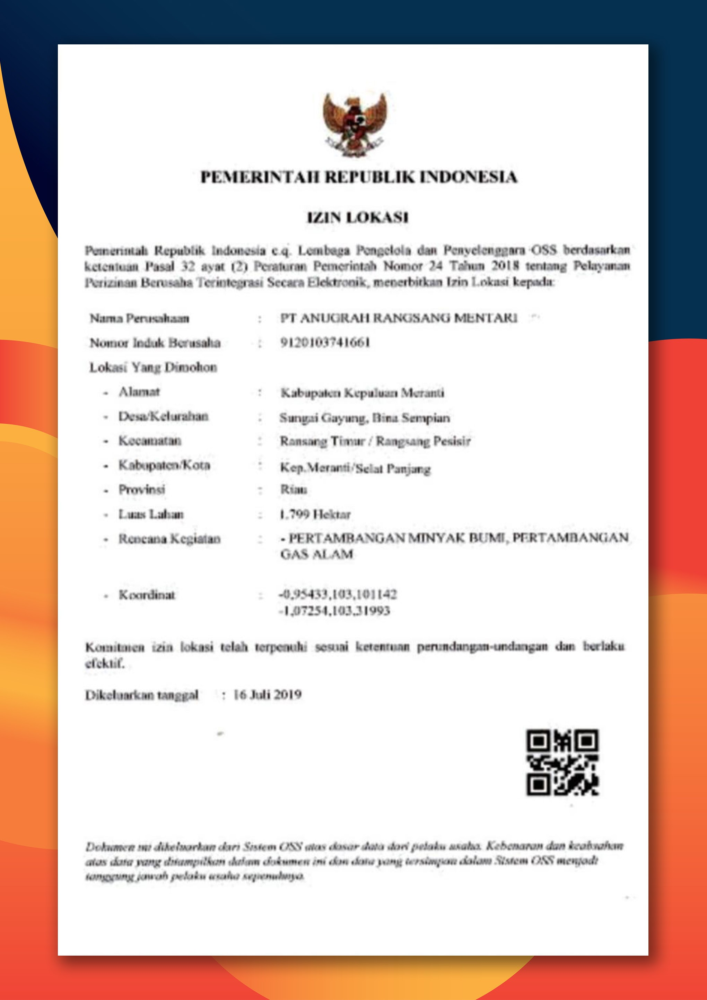 PEMERINTAH REPUBLIK INDONESIA
IZIN LOKASI
Pemerintah Republik Indonesia c.q. Lembaga Pengelola dan Penyelenggara OSS berdasarkan
ketentuan Pasal 32 ayat (2) Peraturan Pemerintah Nomor 24 Tahun 2018 tentang Pelayanan
Perizinan Berusaha Terintegrasi Secara Elektronik, menerbitkan Izin Lokasi kepada:
Nama Perusahaan : PT ANUGRAH RANGSANG MENTARI
Nomor Induk Berusaha : 9120103741661
Lokasi Yang Dimohon
- Alamat : Kabupaten Kepuluan Meranti
- Desa/Kelurahan : Sungai Gayung, Bina Sempian
- Kecamatan : Ransang Timur / Rangsang Pesisir
- Kabupaten/Kota : Kep.Meranti/Selat Panjang
- Provinsi : Riau
- Luas Lahan : 1.799 Hektar
- Rencana Kegiatan : - PERTAMBANGAN MINYAK BUMI, PERTAMBANGAN
GAS ALAM
- Koordinat : -0,95433,103,101142
-1,07254,103,31993
Komitmen izin lokasi telah terpenuhi sesuai ketentuan perundangan-undangan dan berlaku
efektif.
Dikeluarkan tanggal : 16 Juli 2019
Dokumen ini dikeluarkan dari Sistem OSS atas dasar data dari pelaku usaha. Kebenaran dan keabsahan
atas data yang ditampilkan dalam dokumen ini dan data yang tersimpan dalam Sistem OSS menjadi
tanggung jawab pelaku usaha sepenuhnya.